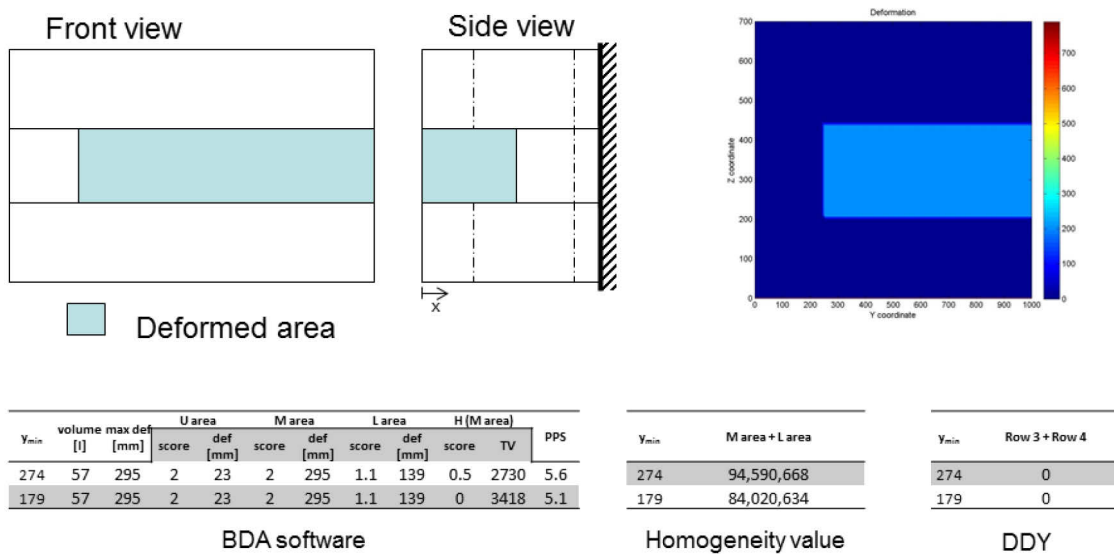 Front view
Side view
x
Deformed area
Deformation
700
600
500
400
300
200
100
0
Z coordinate
0 100 200 300 400 500 600 700 800 900 1000
Y coordinate
700
600
500
400
300
200
100
0
ymin volume [l] max def [mm] U area M area L area H (M area) PPS
score def [mm] score def [mm] score def [mm] score TV
274 57 295 2 23 2 295 1.1 139 0.5 2730 5.6
179 57 295 2 23 2 295 1.1 139 0 3418 5.1
BDA software
ymin M area + L area
274 94,590,668
179 84,020,634
Homogeneity value
ymin Row 3 + Row 4
274 0
179 0
DDY